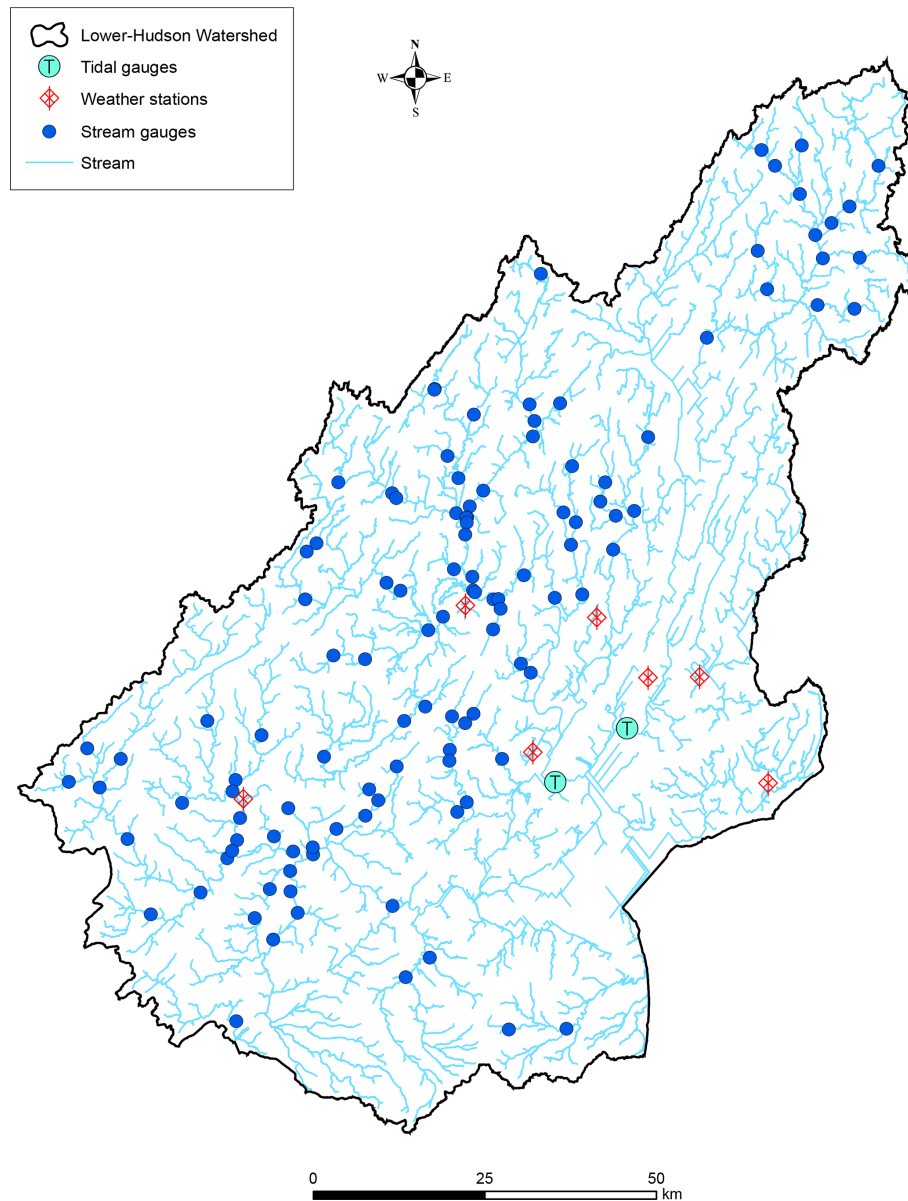 Lower-Hudson Watershed
T Tidal gauges
Weather stations
Stream gauges
Stream
N
W E
S
T
T
0 25 50
km